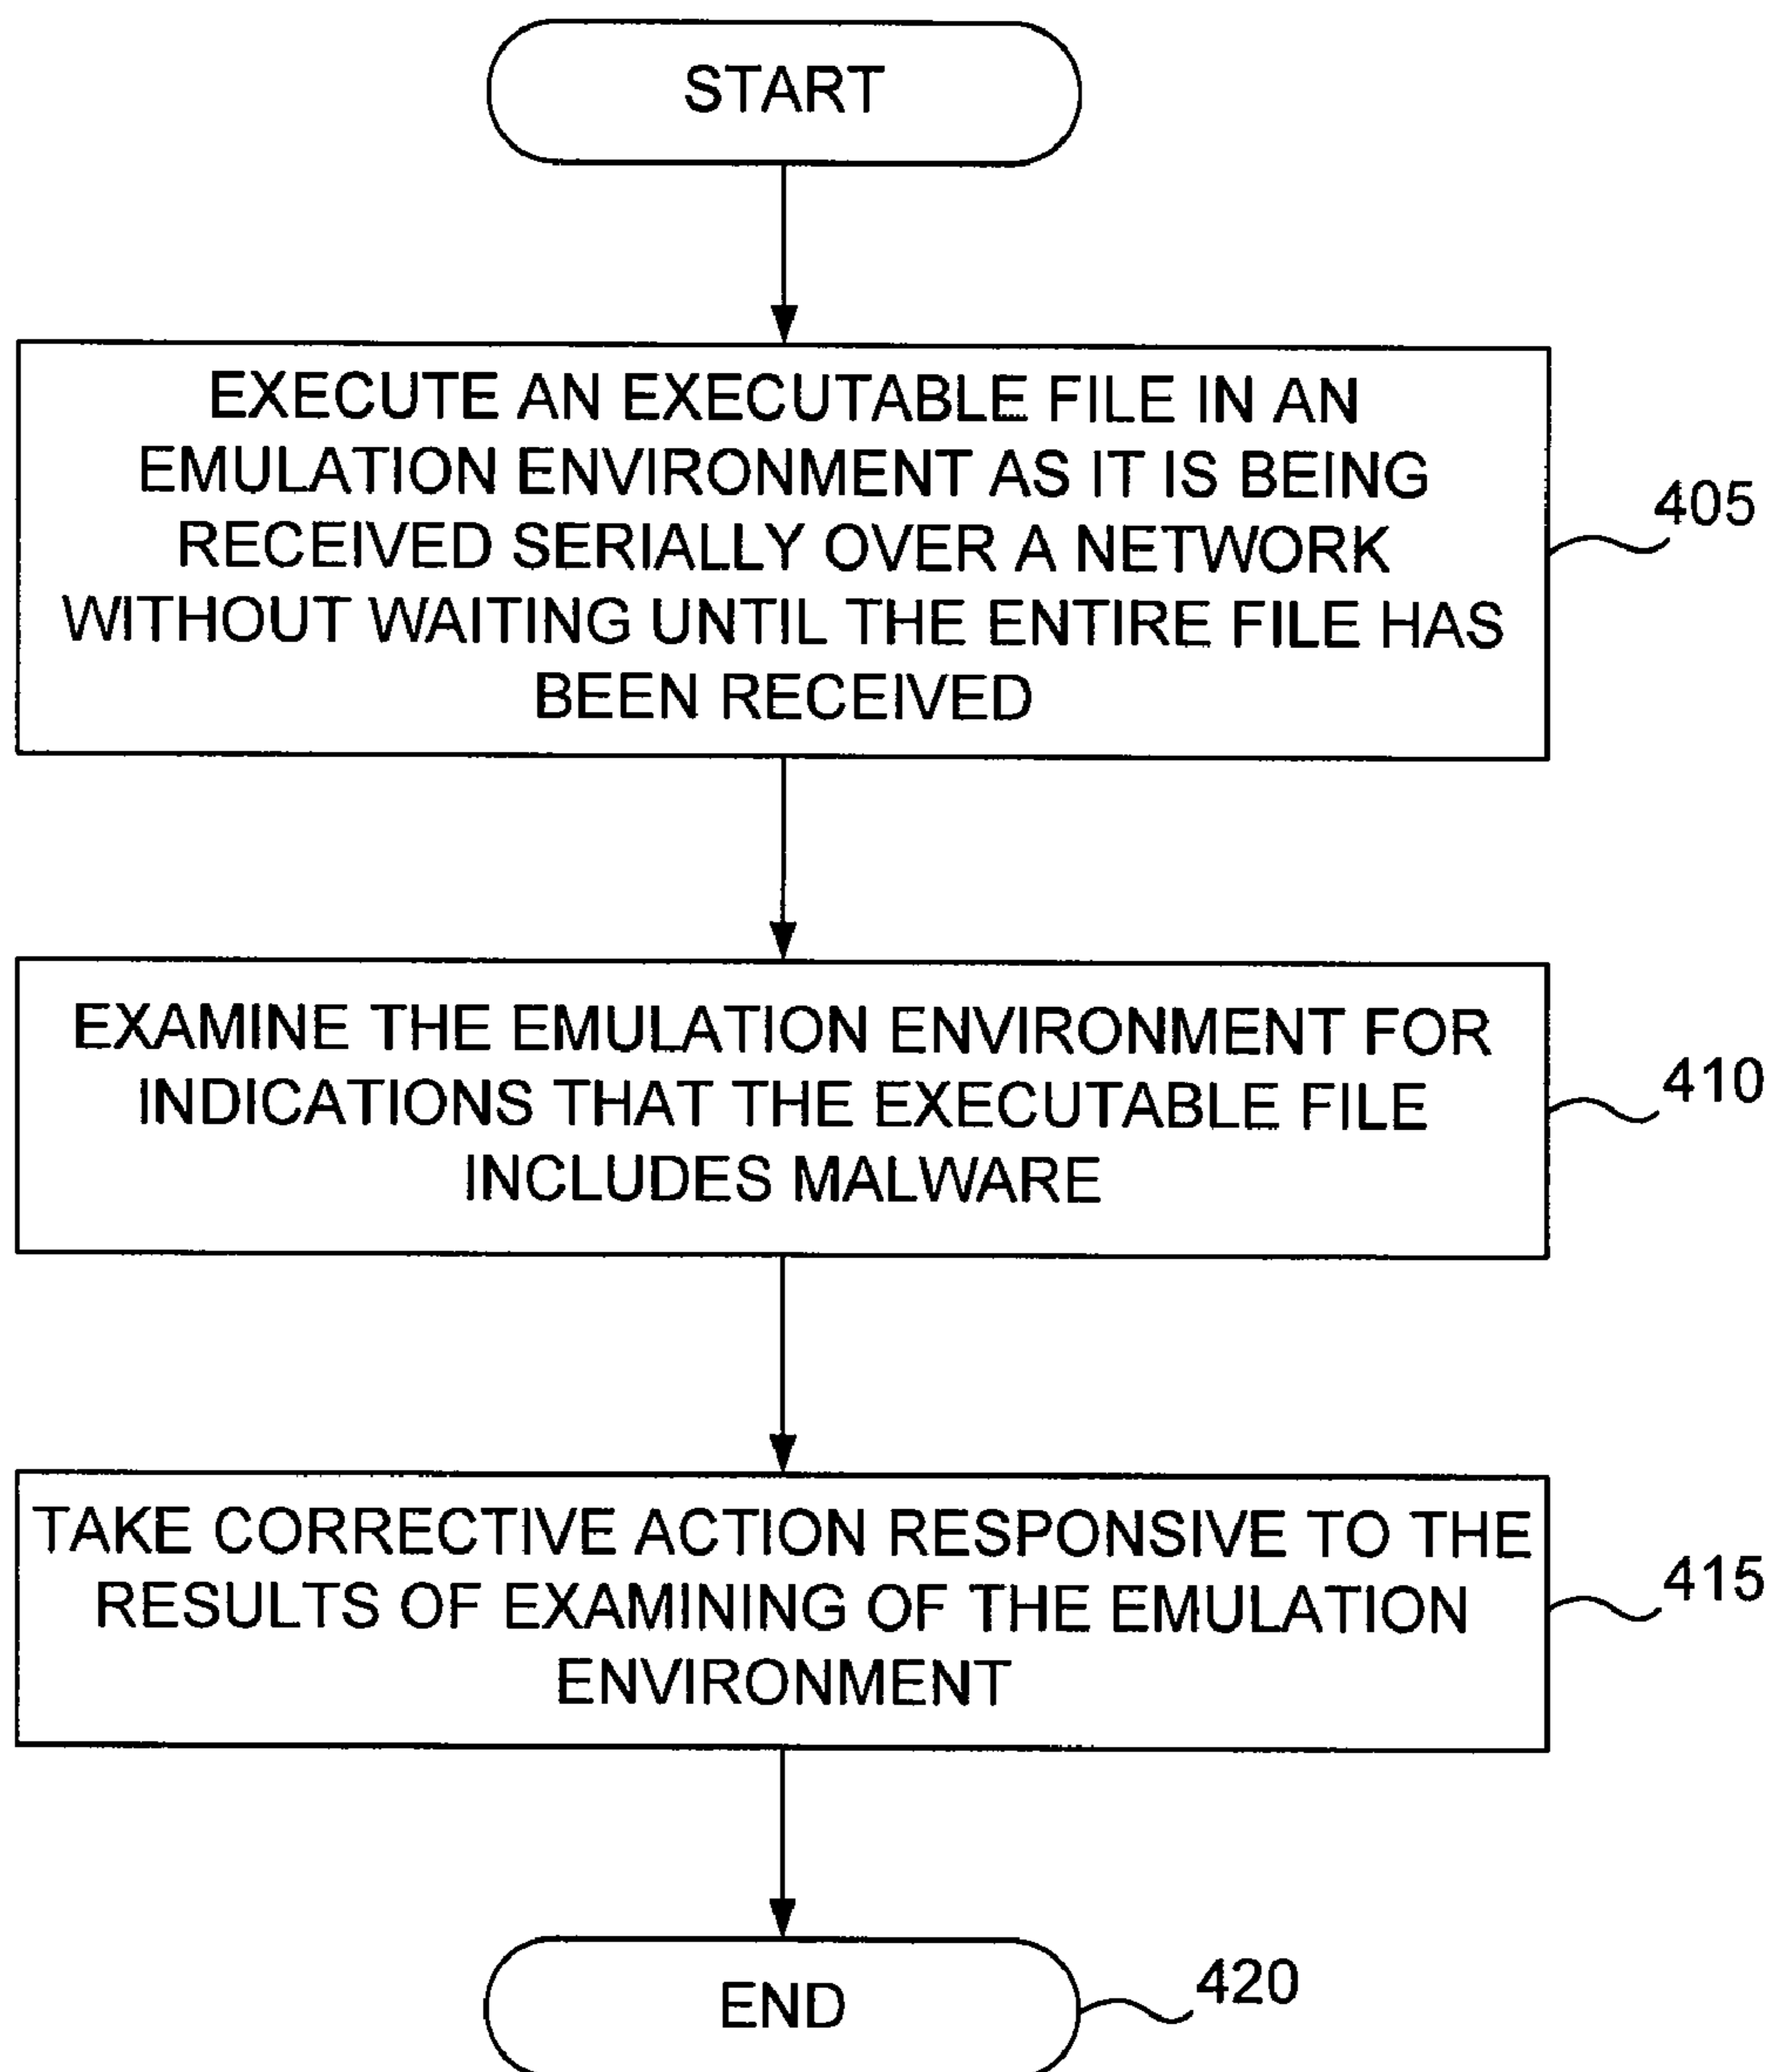 START
EXECUTE AN EXECUTABLE FILE IN AN
EMULATION ENVIRONMENT AS IT IS BEING
RECEIVED SERIALLY OVER A NETWORK
WITHOUT WAITING UNTIL THE ENTIRE FILE HAS
BEEN RECEIVED
405
EXAMINE THE EMULATION ENVIRONMENT FOR
INDICATIONS THAT THE EXECUTABLE FILE
INCLUDES MALWARE
410
TAKE CORRECTIVE ACTION RESPONSIVE TO THE
RESULTS OF EXAMINING OF THE EMULATION
ENVIRONMENT
415
END
420